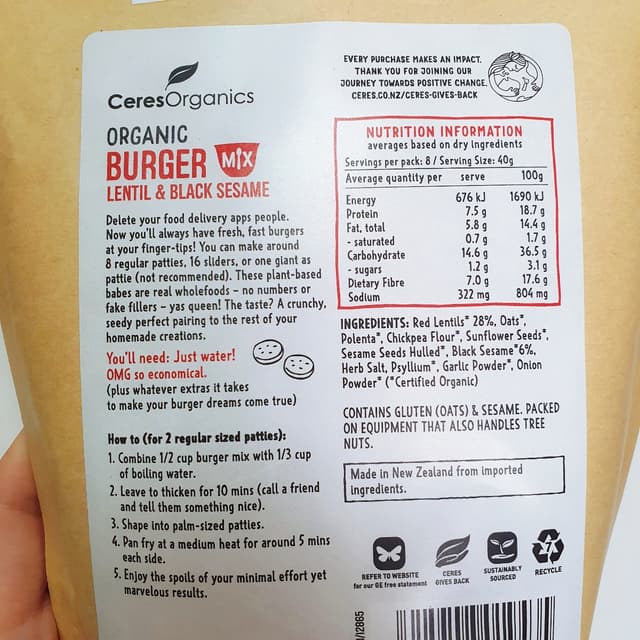 CeresOrganics
ORGANIC
BURGER MIX
LENTIL & BLACK SESAME
Delete your food delivery apps people.
Now you'll always have fresh, fast burgers
at your finger-tips! You can make around
8 regular patties, 16 sliders, or one giant as
pattie (not recommended). These plant-based
babes are real wholefoods – no numbers or
fake fillers – yas queen! The taste? A crunchy,
seedy perfect pairing to the rest of your
homemade creations.
You'll need: Just water!
OMG so economical.
(plus whatever extras it takes
to make your burger dreams come true)
How to (for 2 regular sized patties):
1. Combine 1/2 cup burger mix with 1/3 cup
of boiling water.
2. Leave to thicken for 10 mins (call a friend
and tell them something nice).
3. Shape into palm-sized patties.
4. Pan fry at a medium heat for around 5 mins
each side.
5. Enjoy the spoils of your minimal effort yet
marvelous results.
EVERY PURCHASE MAKES AN IMPACT.
THANK YOU FOR JOINING OUR
JOURNEY TOWARDS POSITIVE CHANGE.
CERES.CO.NZ/CERES-GIVES-BACK
NUTRITION INFORMATION
averages based on dry ingredients
Servings per pack: 8 / Serving Size: 40g
Average quantity per serve 100g
Energy 676 kJ 1690 kJ
Protein 7.5 g 18.7 g
Fat, total 5.8 g 14.4 g
- saturated 0.7 g 1.7 g
Carbohydrate 14.6 g 36.5 g
- sugars 1.2 g 3.1 g
Dietary Fibre 7.0 g 17.6 g
Sodium 322 mg 804 mg
INGREDIENTS: Red Lentils* 28%, Oats*,
Polenta*, Chickpea Flour*, Sunflower Seeds*,
Sesame Seeds Hulled*, Black Sesame*6%,
Herb Salt, Psyllium*, Garlic Powder*, Onion
Powder* (*Certified Organic)
CONTAINS GLUTEN (OATS) & SESAME. PACKED
ON EQUIPMENT THAT ALSO HANDLES TREE
NUTS.
Made in New Zealand from imported
ingredients.
REFER TO WEBSITE
for our GE free statement
CERES
GIVES BACK
SUSTAINABLY
SOURCED
7
RECYCLE
/12865